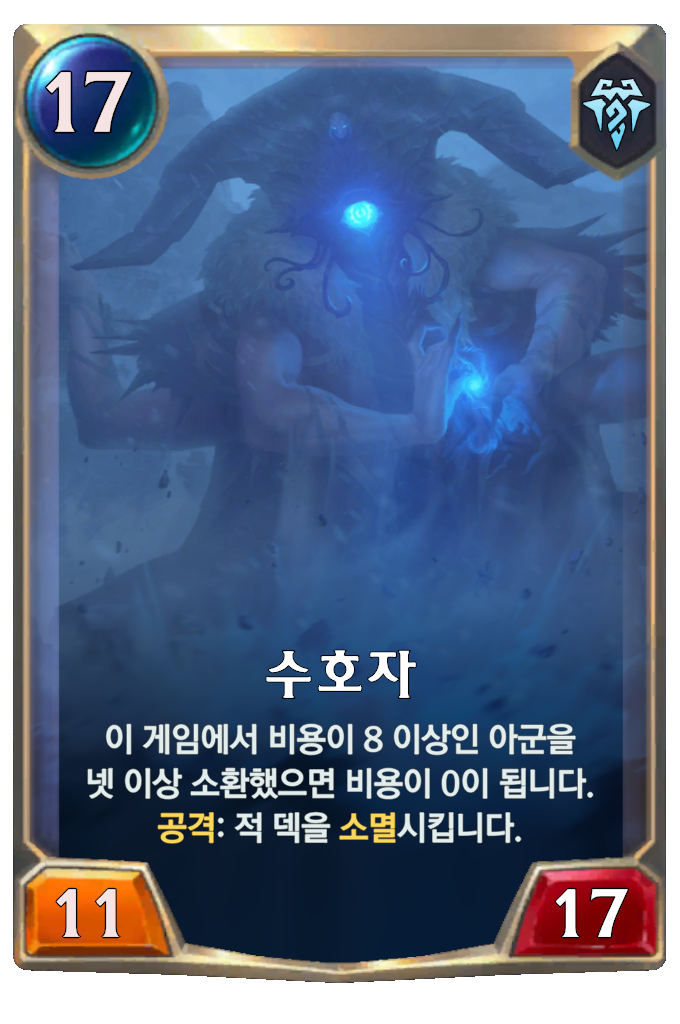 17
수호자
이 게임에서 비용이 8 이상인 아군을
넷 이상 소환했으면 비용이 0이 됩니다.
공격: 적 덱을 소멸시킵니다.
11
17